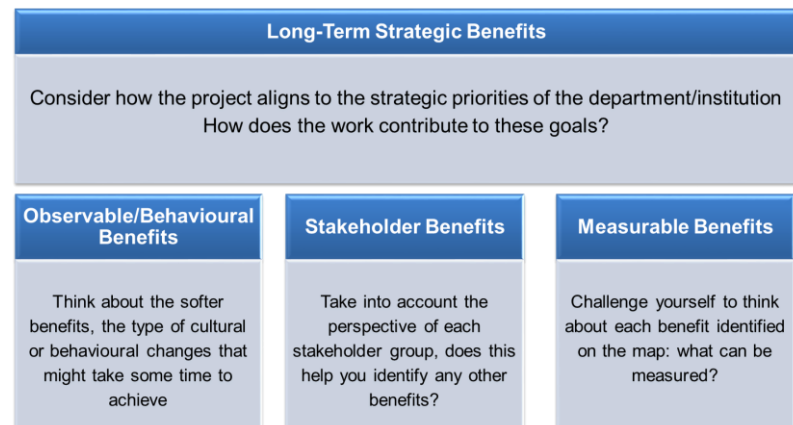 Long-Term Strategic Benefits
Consider how the project aligns to the strategic priorities of the department/institution
How does the work contribute to these goals?
Observable/Behavioural
Benefits
Think about the softer
benefits, the type of cultural
or behavioural changes that
might take some time to
achieve
Stakeholder Benefits
Take into account the
perspective of each
stakeholder group, does this
help you identify any other
benefits?
Measurable Benefits
Challenge yourself to think
about each benefit identified
on the map: what can be
measured?